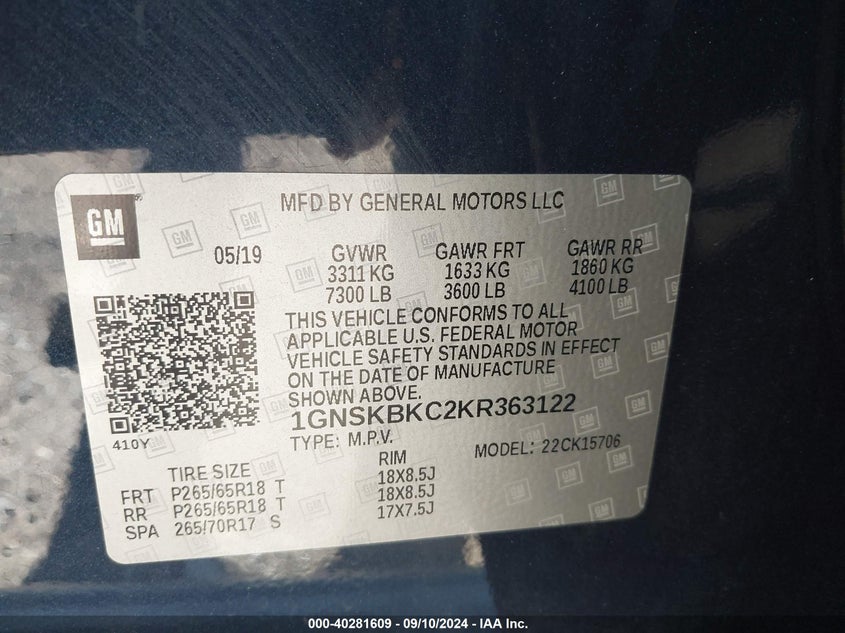 GM
MFD BY GENERAL MOTORS LLC
05/19
GVWR GAWR FRT GAWR RR
3311 KG 1633 KG 1860 KG
7300 LB 3600 LB 4100 LB
THIS VEHICLE CONFORMS TO ALL
APPLICABLE U.S. FEDERAL MOTOR
VEHICLE SAFETY STANDARDS IN EFFECT
ON THE DATE OF MANUFACTURE
SHOWN ABOVE.
1GNSKBKC2KR363122
410Y
TYPE: M.P.V. MODEL: 22CK15706
TIRE SIZE RIM
FRT P265/65R18 T 18X8.5J
RR P265/65R18 T 18X8.5J
SPA 265/70R17 S 17X7.5J
000-40281609 - 09/10/2024 - IAA Inc.